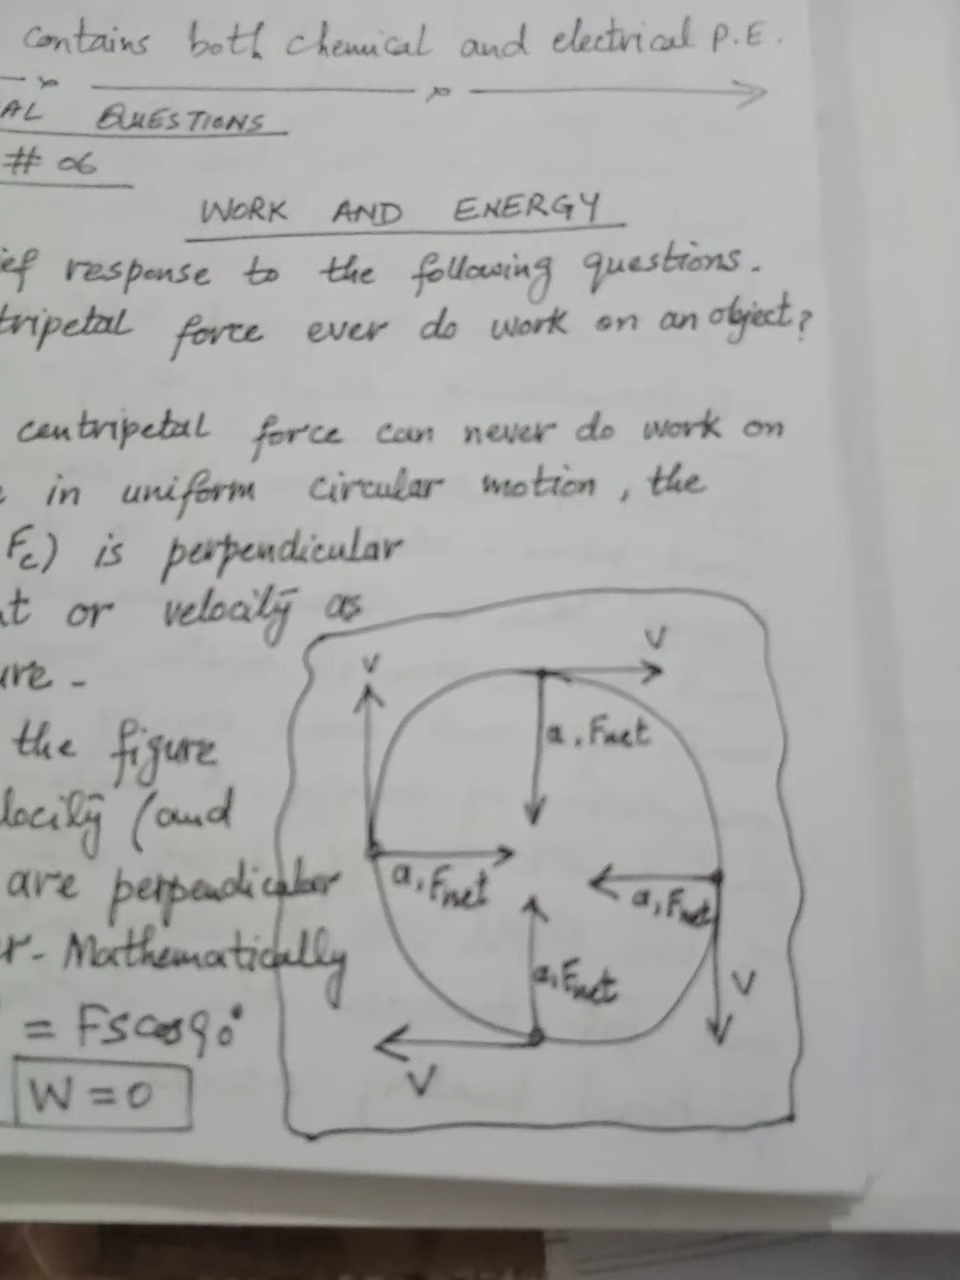 contains both chemical and electrical P.E.
AL QUESTIONS
# 06
WORK AND ENERGY
ief response to the following questions.
tripetal force ever do work on an object?
centripetal force can never do work on
in uniform circular motion, the
Fc) is perpendicular
nt or velocity as
ure -
the figure
locity (and
are perpendicular
r- Mathematically
= FScos90°
W = 0
V
V
a, Fnet
a, Fnet
a, Fnet
a, Fnet
V
V